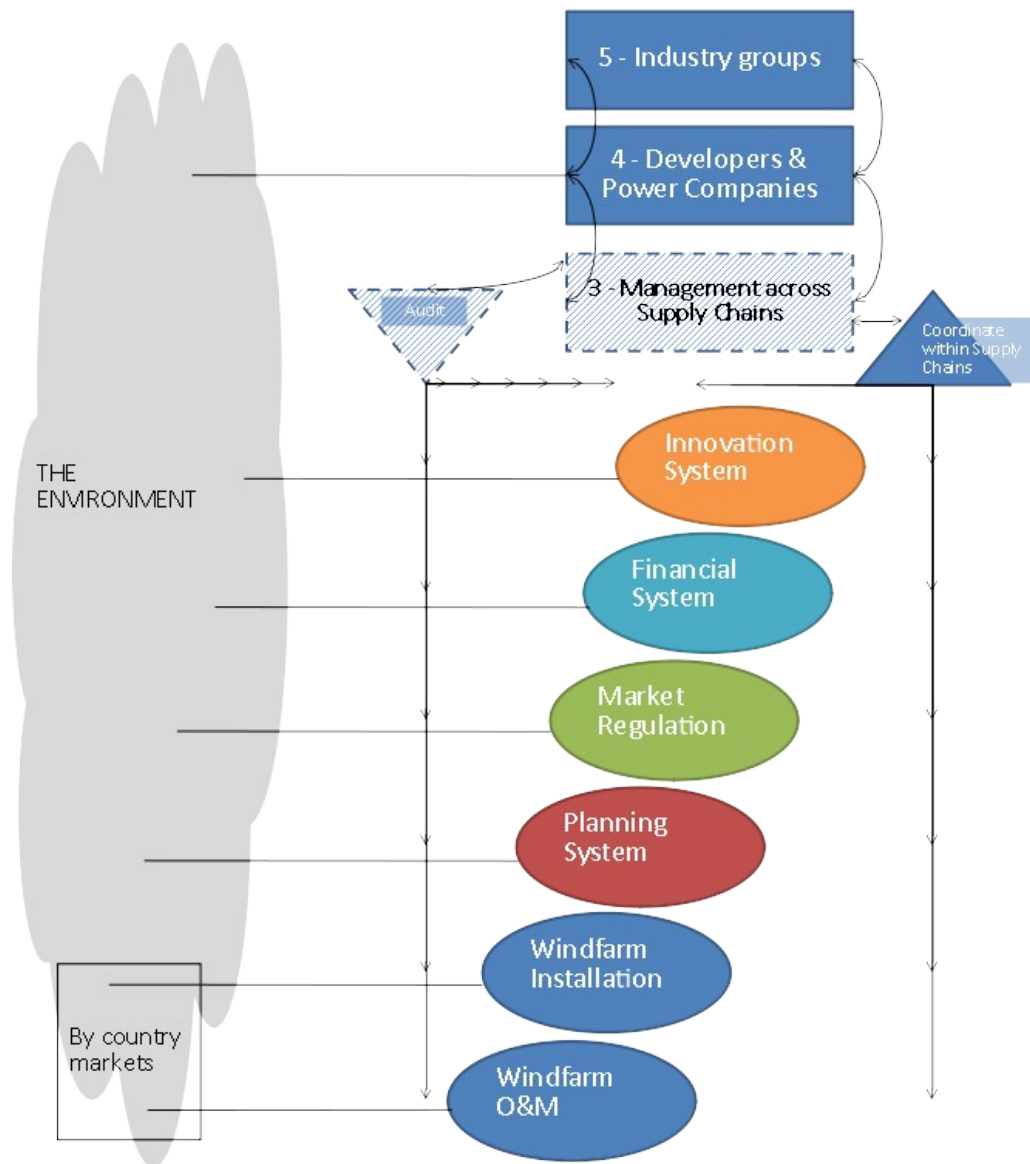 5 - Industry groups
4 - Developers &
Power Companies
3 - Management across
Supply Chains
Audit
Coordinate
within Supply
Chains
Innovation
System
THE
ENVIRONMENT
Financial
System
Market
Regulation
Planning
System
Windfarm
Installation
By country
markets
Windfarm
O&M